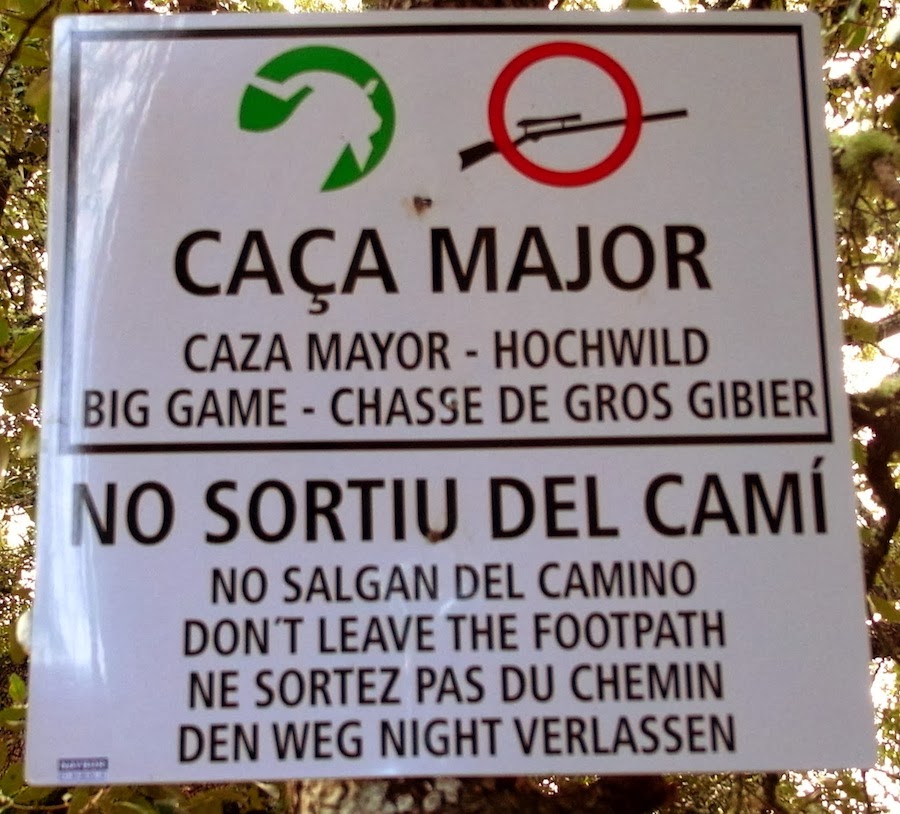 CAÇA MAJOR
CAZA MAYOR - HOCHWILD
BIG GAME - CHASSE DE GROS GIBIER
NO SORTIU DEL CAMÍ
NO SALGAN DEL CAMINO
DON´T LEAVE THE FOOTPATH
NE SORTEZ PAS DU CHEMIN
DEN WEG NIGHT VERLASSEN